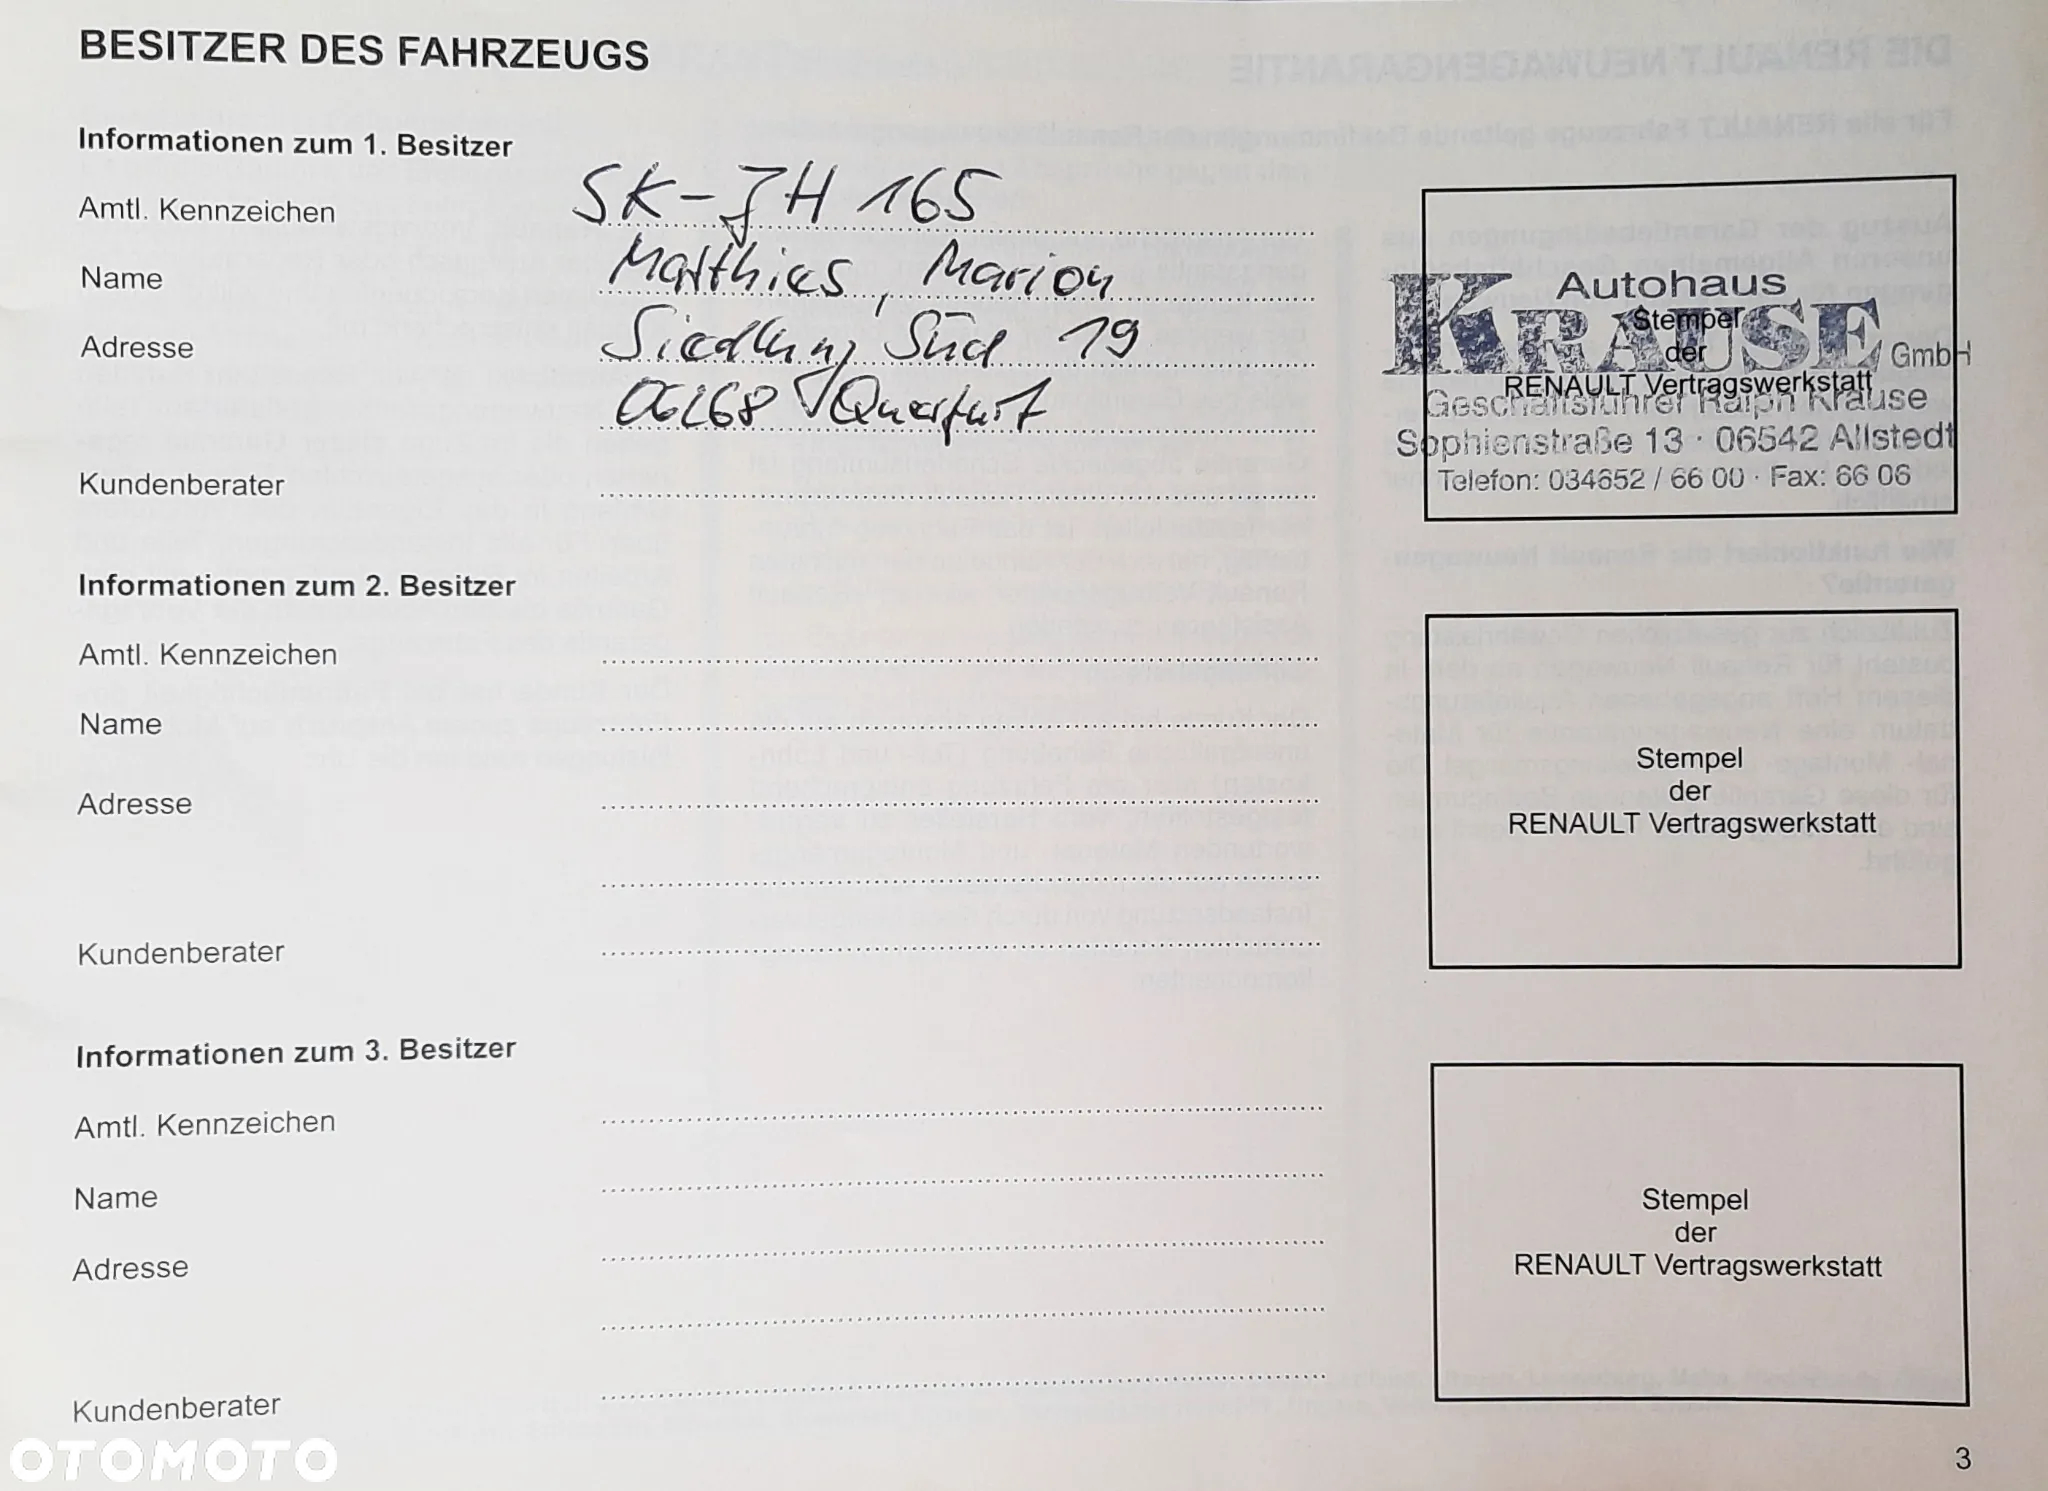 BESITZER DES FAHRZEUGS
Informationen zum 1. Besitzer
Amtl. Kennzeichen SK-JH 165
Name Matthies, Marion
Adresse Siedlung Süd 19
06268 Querfurt
Kundenberater
Autohaus
KRAUSE GmbH
Stempel
der
RENAULT Vertragswerkstatt
Geschäftsführer Ralph Krause
Sophienstraße 13 · 06542 Allstedt
Telefon: 034652 / 66 00 · Fax: 66 06
Informationen zum 2. Besitzer
Amtl. Kennzeichen
Name
Adresse
Kundenberater
Stempel
der
RENAULT Vertragswerkstatt
Informationen zum 3. Besitzer
Amtl. Kennzeichen
Name
Adresse
Kundenberater
Stempel
der
RENAULT Vertragswerkstatt
OTOMOTO
3